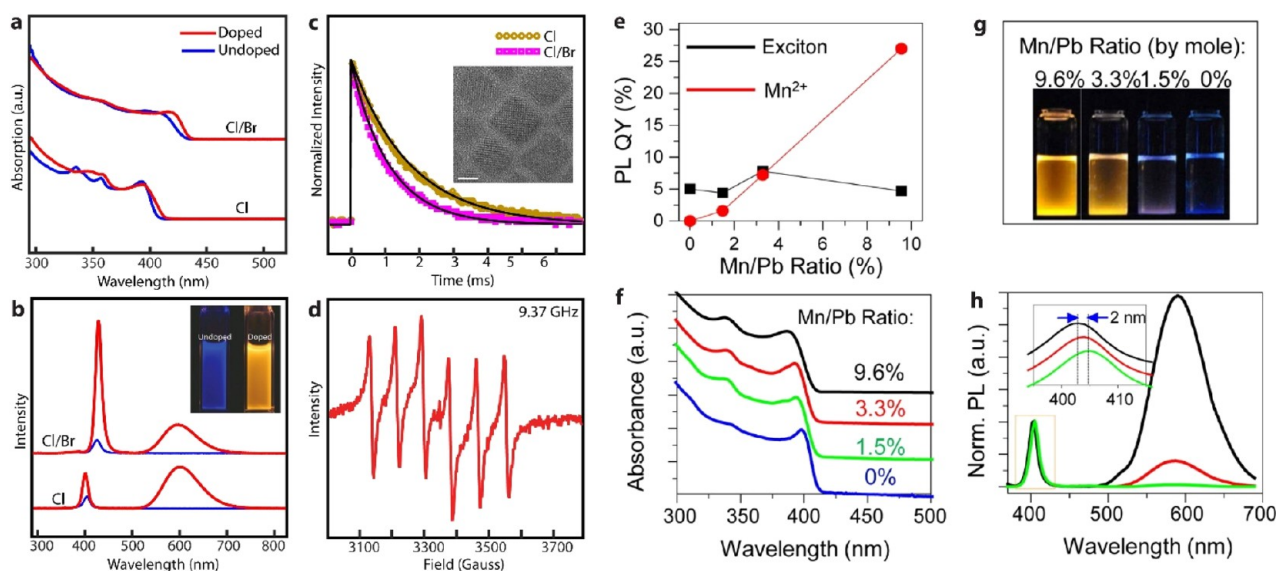 a
Doped
Undoped
Cl/Br
Cl
Absorption (a.u.)
300 350 400 450 500
Wavelength (nm)
b
Undoped
Doped
Cl/Br
Cl
Intensity
300 400 500 600 700 800
Wavelength (nm)
c
Cl
Cl/Br
Normalized Intensity
0 1 2 3 4 5 6
Time (ms)
d
9.37 GHz
Intensity
3100 3300 3500 3700
Field (Gauss)
e
Exciton
Mn²⁺
PL QY (%)
30
25
20
15
10
5
0
0 2 4 6 8 10
Mn/Pb Ratio (%)
f
Mn/Pb Ratio:
9.6%
3.3%
1.5%
0%
Absorbance (a.u.)
300 350 400 450 500
Wavelength (nm)
g
Mn/Pb Ratio (by mole):
9.6% 3.3% 1.5% 0%
h
2 nm
400 410
Norm. PL (a.u.)
400 500 600 700
Wavelength (nm)